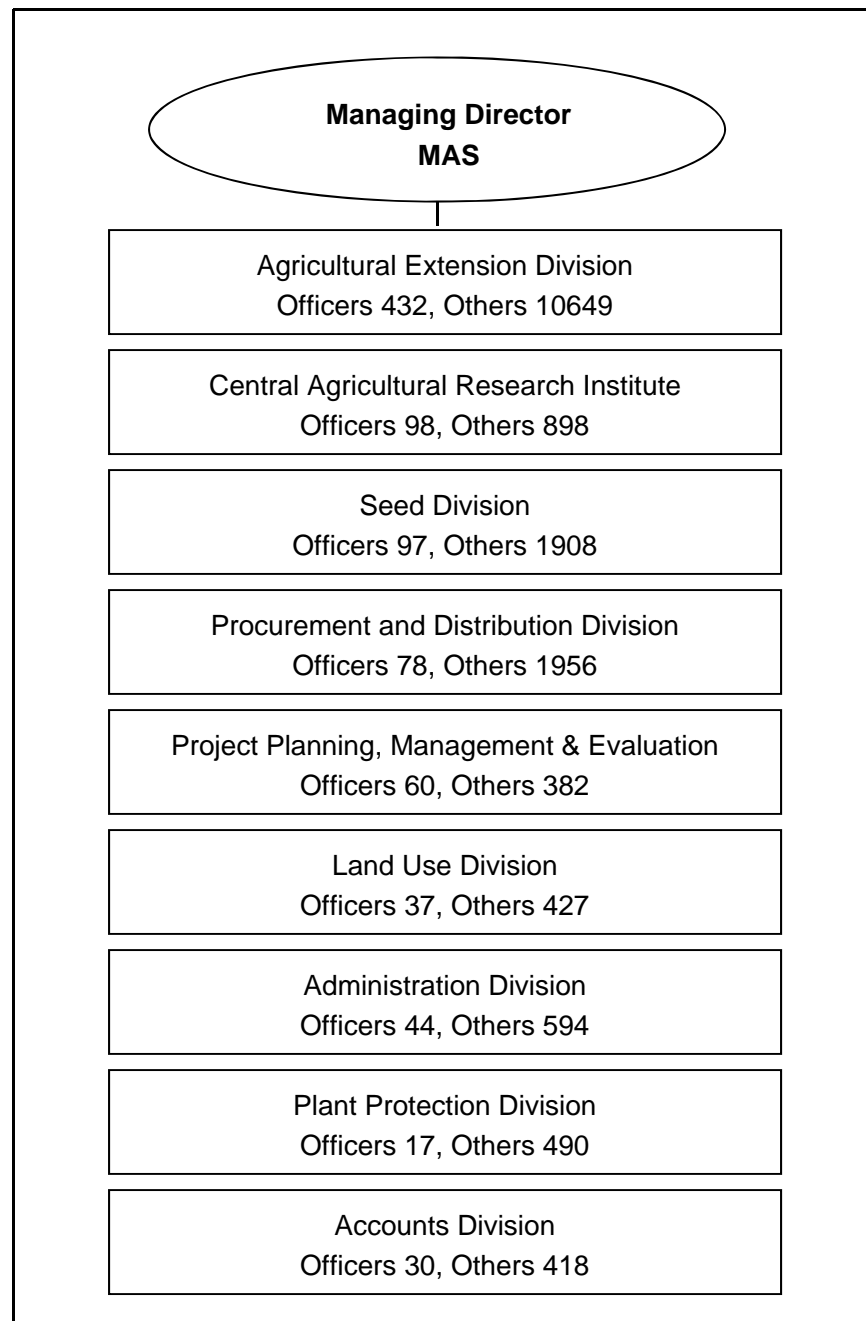 Managing Director
MAS
Agricultural Extension Division
Officers 432, Others 10649
Central Agricultural Research Institute
Officers 98, Others 898
Seed Division
Officers 97, Others 1908
Procurement and Distribution Division
Officers 78, Others 1956
Project Planning, Management & Evaluation
Officers 60, Others 382
Land Use Division
Officers 37, Others 427
Administration Division
Officers 44, Others 594
Plant Protection Division
Officers 17, Others 490
Accounts Division
Officers 30, Others 418